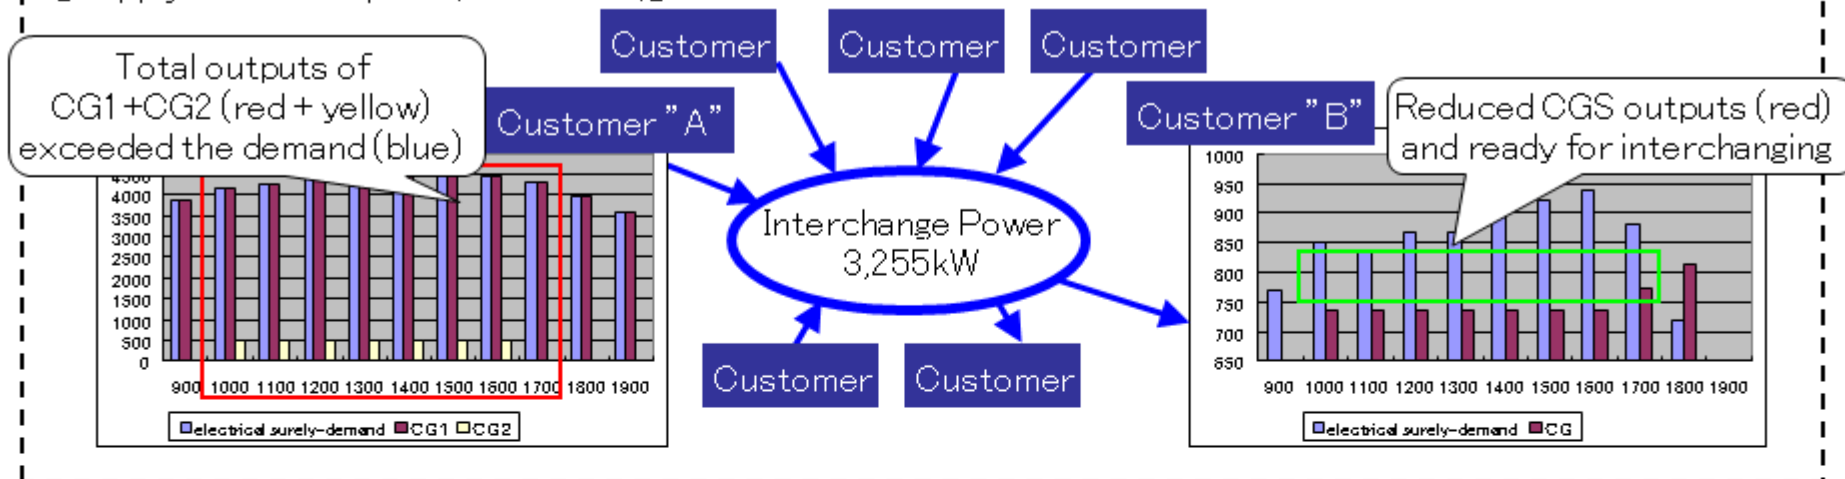 Total outputs of
CG1+CG2 (red + yellow)
exceeded the demand (blue)
Customer
Customer
Customer
Customer "A"
Customer "B"
Reduced CGS outputs (red)
and ready for interchanging
4500
4000
3500
3000
2500
2000
1500
1000
500
0
900 1000 1100 1200 1300 1400 1500 1600 1700 1800 1900
electrical surely-demand CG1 CG2
Interchange Power
3,255kW
Customer
Customer
1000
950
900
850
800
750
700
650
900 1000 1100 1200 1300 1400 1500 1600 1700 1800 1900
electrical surely-demand CG